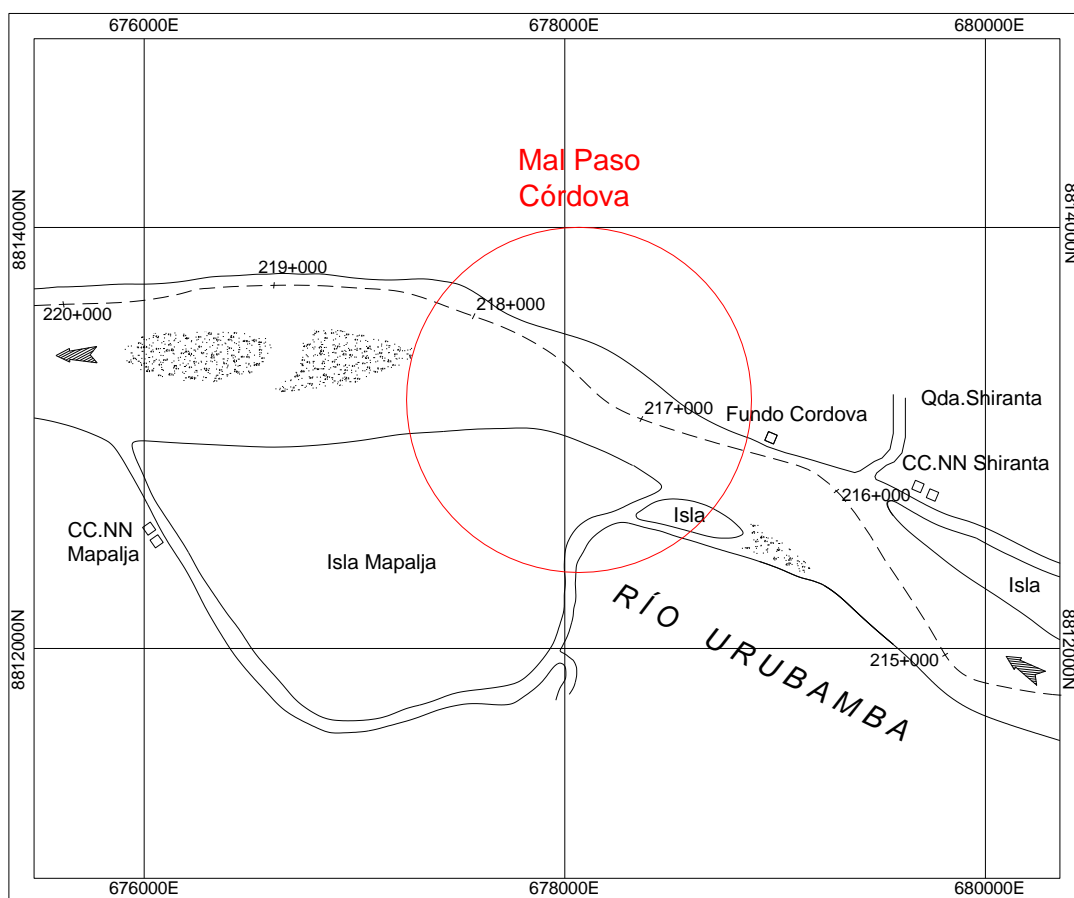 676000E
678000E
680000E
Mal Paso
Córdova
8814000N
8814000N
219+000
220+000
218+000
217+000
Fundo Cordova
Qda.Shiranta
CC.NN Shiranta
216+000
CC.NN
Mapalja
Isla Mapalja
Isla
Isla
RÍO URUBAMBA
215+000
8812000N
8812000N
676000E
678000E
680000E